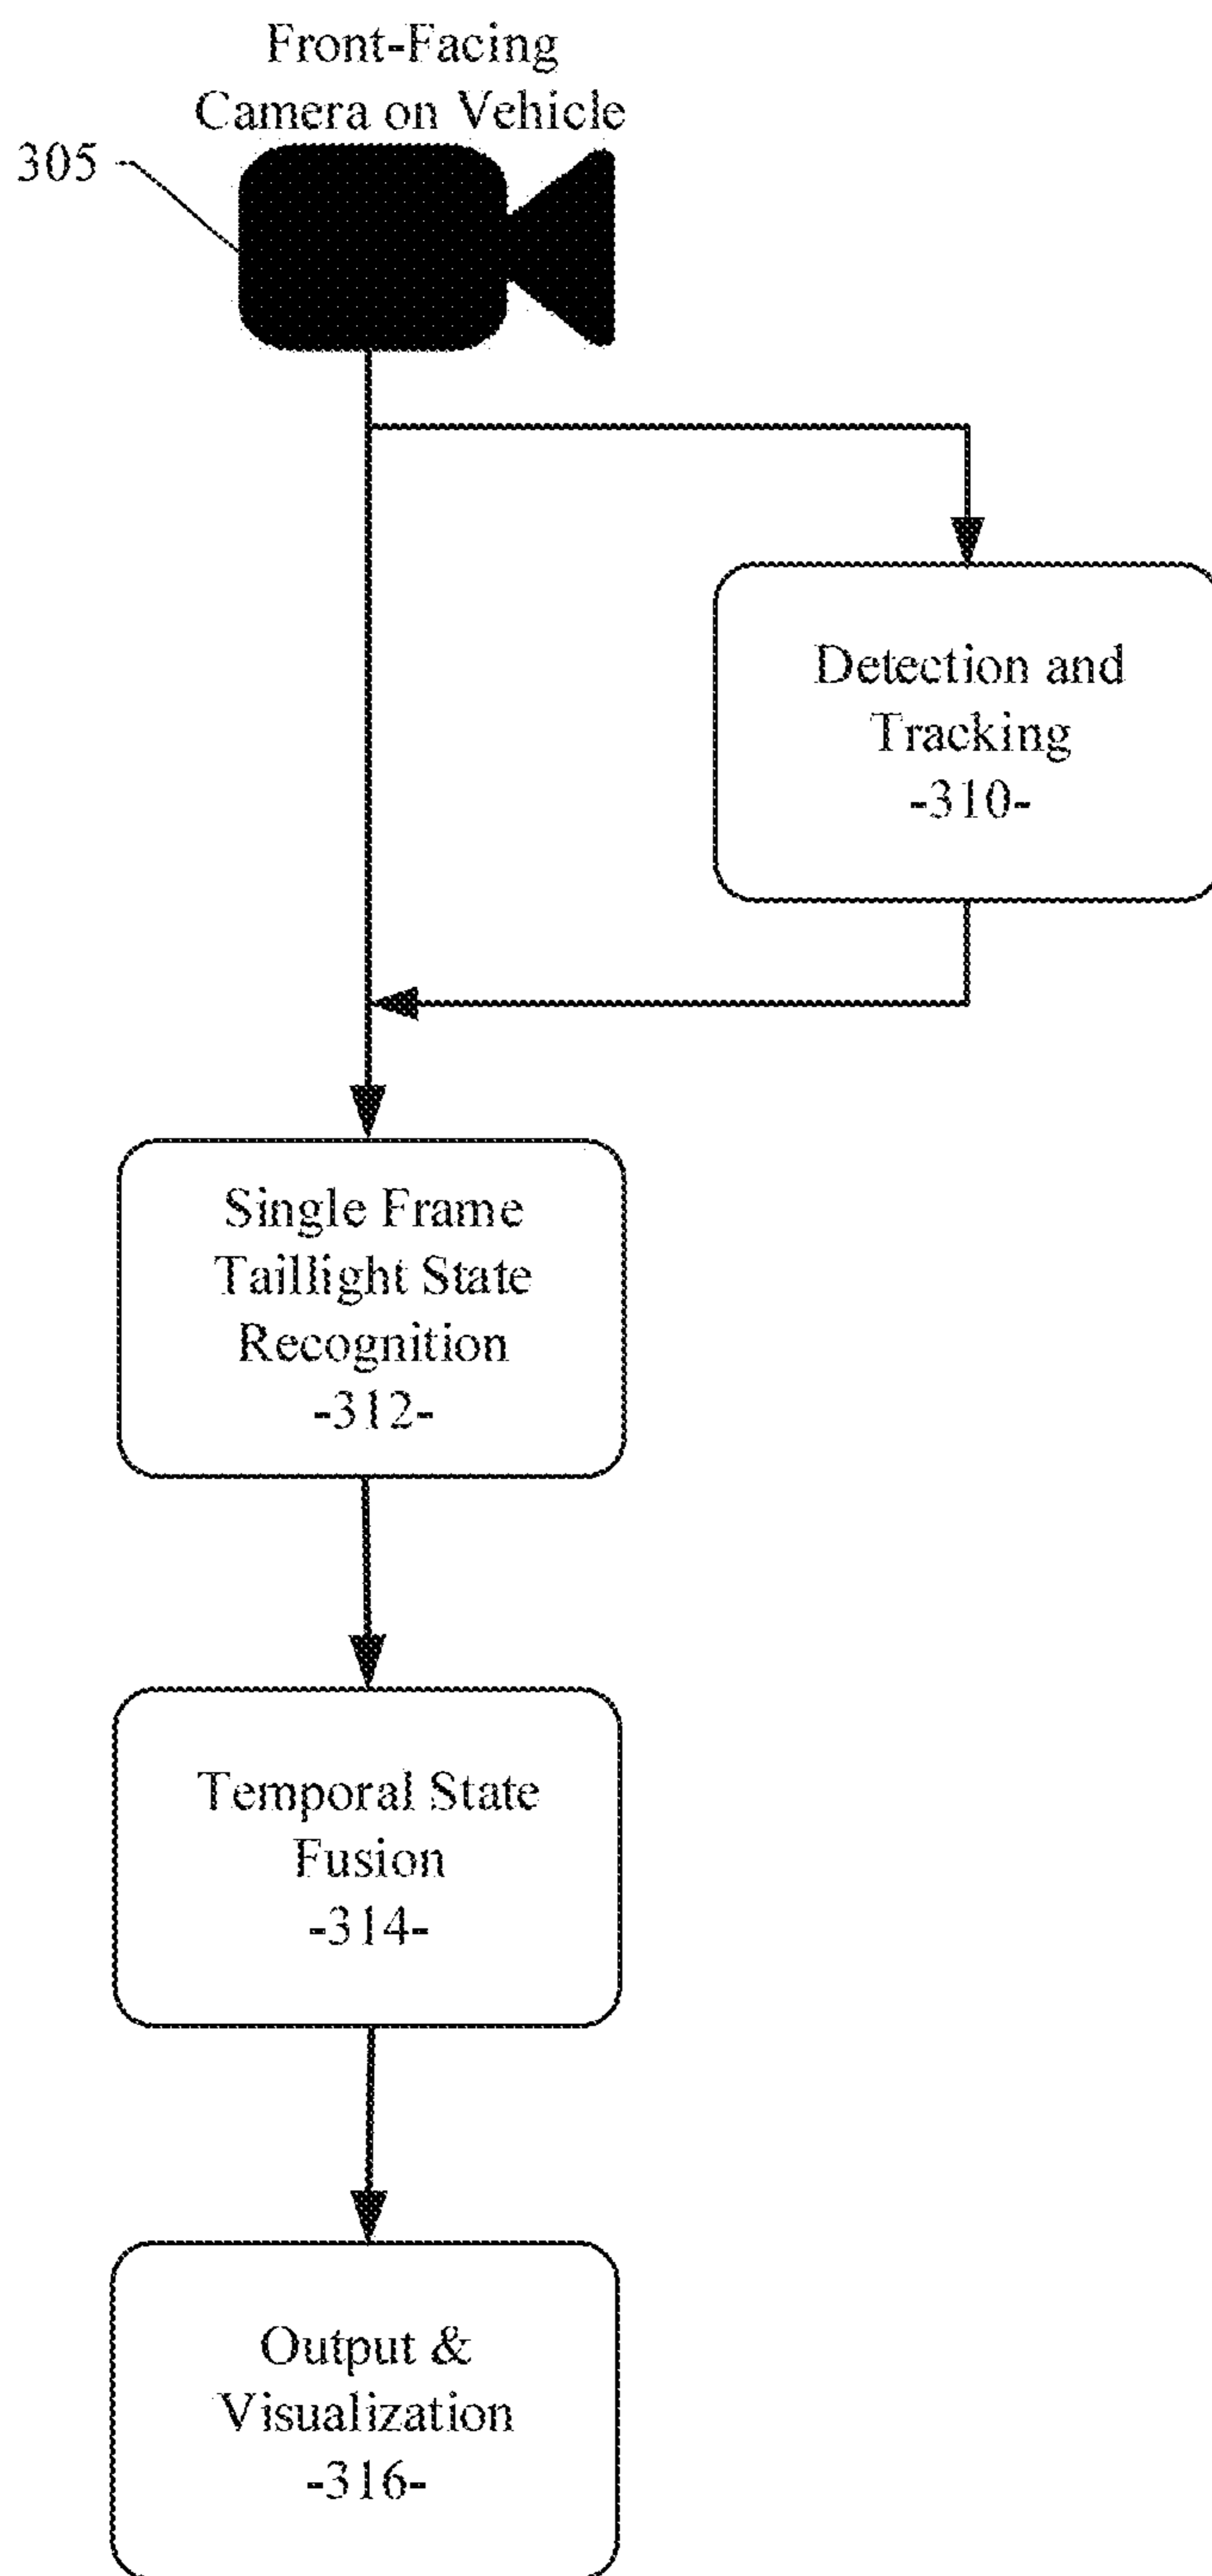 Front-Facing
Camera on Vehicle
305
Detection and
Tracking
-310-
Single Frame
Taillight State
Recognition
-312-
Temporal State
Fusion
-314-
Output &
Visualization
-316-